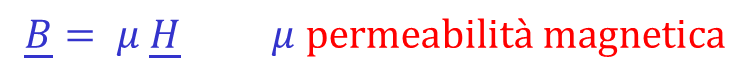 B = μ H μ permeabilità magnetica